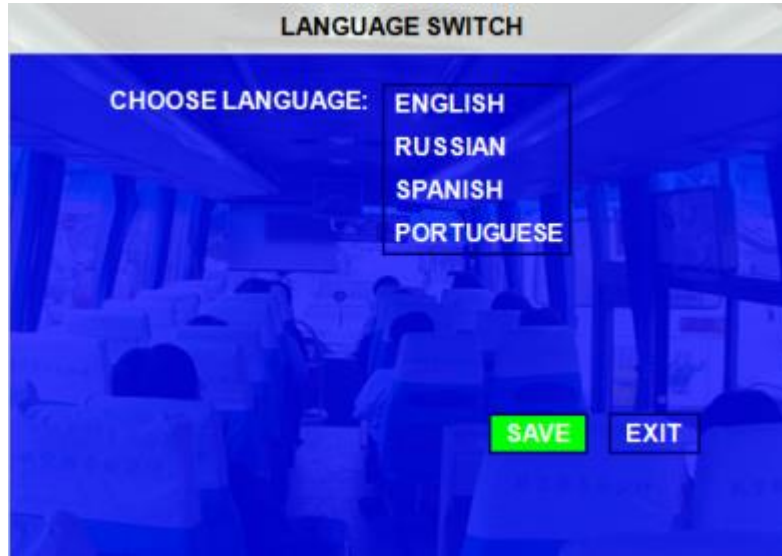 LANGUAGE SWITCH
CHOOSE LANGUAGE: ENGLISH
RUSSIAN
SPANISH
PORTUGUESE
SAVE EXIT